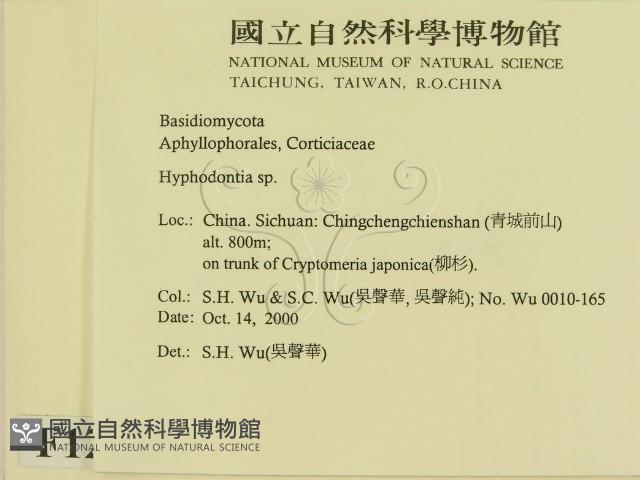 國立自然科學博物館
NATIONAL MUSEUM OF NATURAL SCIENCE
TAICHUNG, TAIWAN, R.O.CHINA
Basidiomycota
Aphyllophorales, Corticiaceae
Hyphodontia sp.
Loc.: China. Sichuan: Chingchengchienshan (青城前山)
alt. 800m;
on trunk of Cryptomeria japonica(柳杉).
Col.: S.H. Wu & S.C. Wu(吳聲華, 吳聲純); No. Wu 0010-165
Date: Oct. 14, 2000
Det.: S.H. Wu(吳聲華)
國立自然科學博物館
NATIONAL MUSEUM OF NATURAL SCIENCE